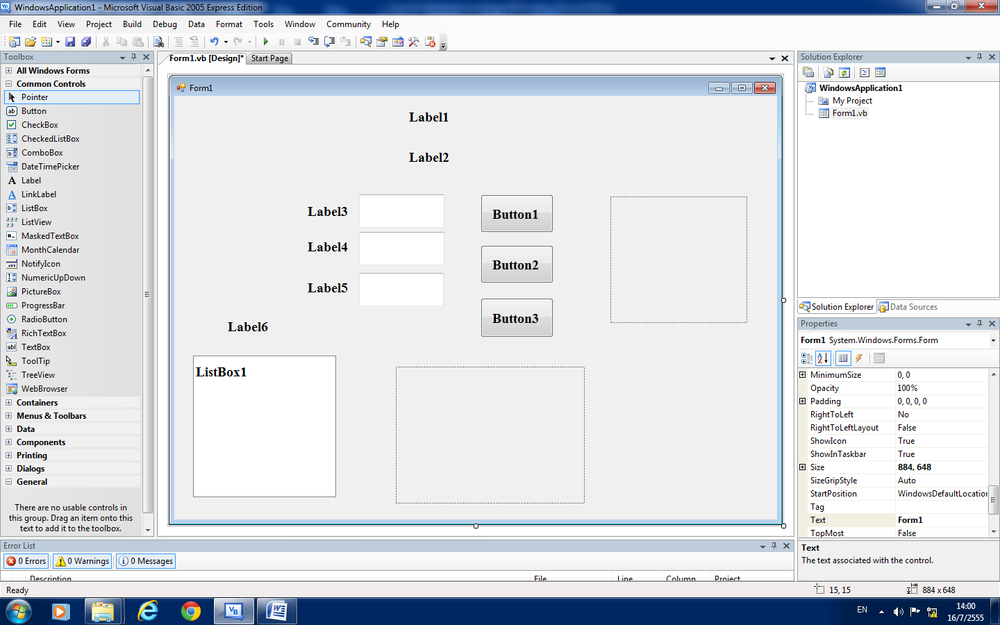 WindowsApplication1 - Microsoft Visual Basic 2005 Express Edition
File Edit View Project Build Debug Data Format Tools Window Community Help
Toolbox
All Windows Forms
Common Controls
Pointer
Button
CheckBox
CheckedListBox
ComboBox
DateTimePicker
Label
LinkLabel
ListBox
ListView
MaskedTextBox
MonthCalendar
NotifyIcon
NumericUpDown
PictureBox
ProgressBar
RadioButton
RichTextBox
TextBox
ToolTip
TreeView
WebBrowser
Containers
Menus & Toolbars
Data
Components
Printing
Dialogs
General
There are no usable controls in
this group. Drag an item onto this
text to add it to the toolbox.
Form1.vb [Design]* Start Page
Form1
Label1
Label2
Label3 Button1
Label4 Button2
Label5
Label6 Button3
ListBox1
Solution Explorer
WindowsApplication1
My Project
Form1.vb
Solution Explorer Data Sources
Properties
Form1 System.Windows.Forms.Form
MinimumSize 0, 0
Opacity 100%
Padding 0, 0, 0, 0
RightToLeft No
RightToLeftLayout False
ShowIcon True
ShowInTaskbar True
Size 884, 648
SizeGripStyle Auto
StartPosition WindowsDefaultLocation
Tag
Text Form1
TopMost False
Text
The text associated with the control.
Error List
0 Errors 0 Warnings 0 Messages
Description File Line Column Project
Ready 15, 15 884 x 648
EN 14:00
16/7/2555